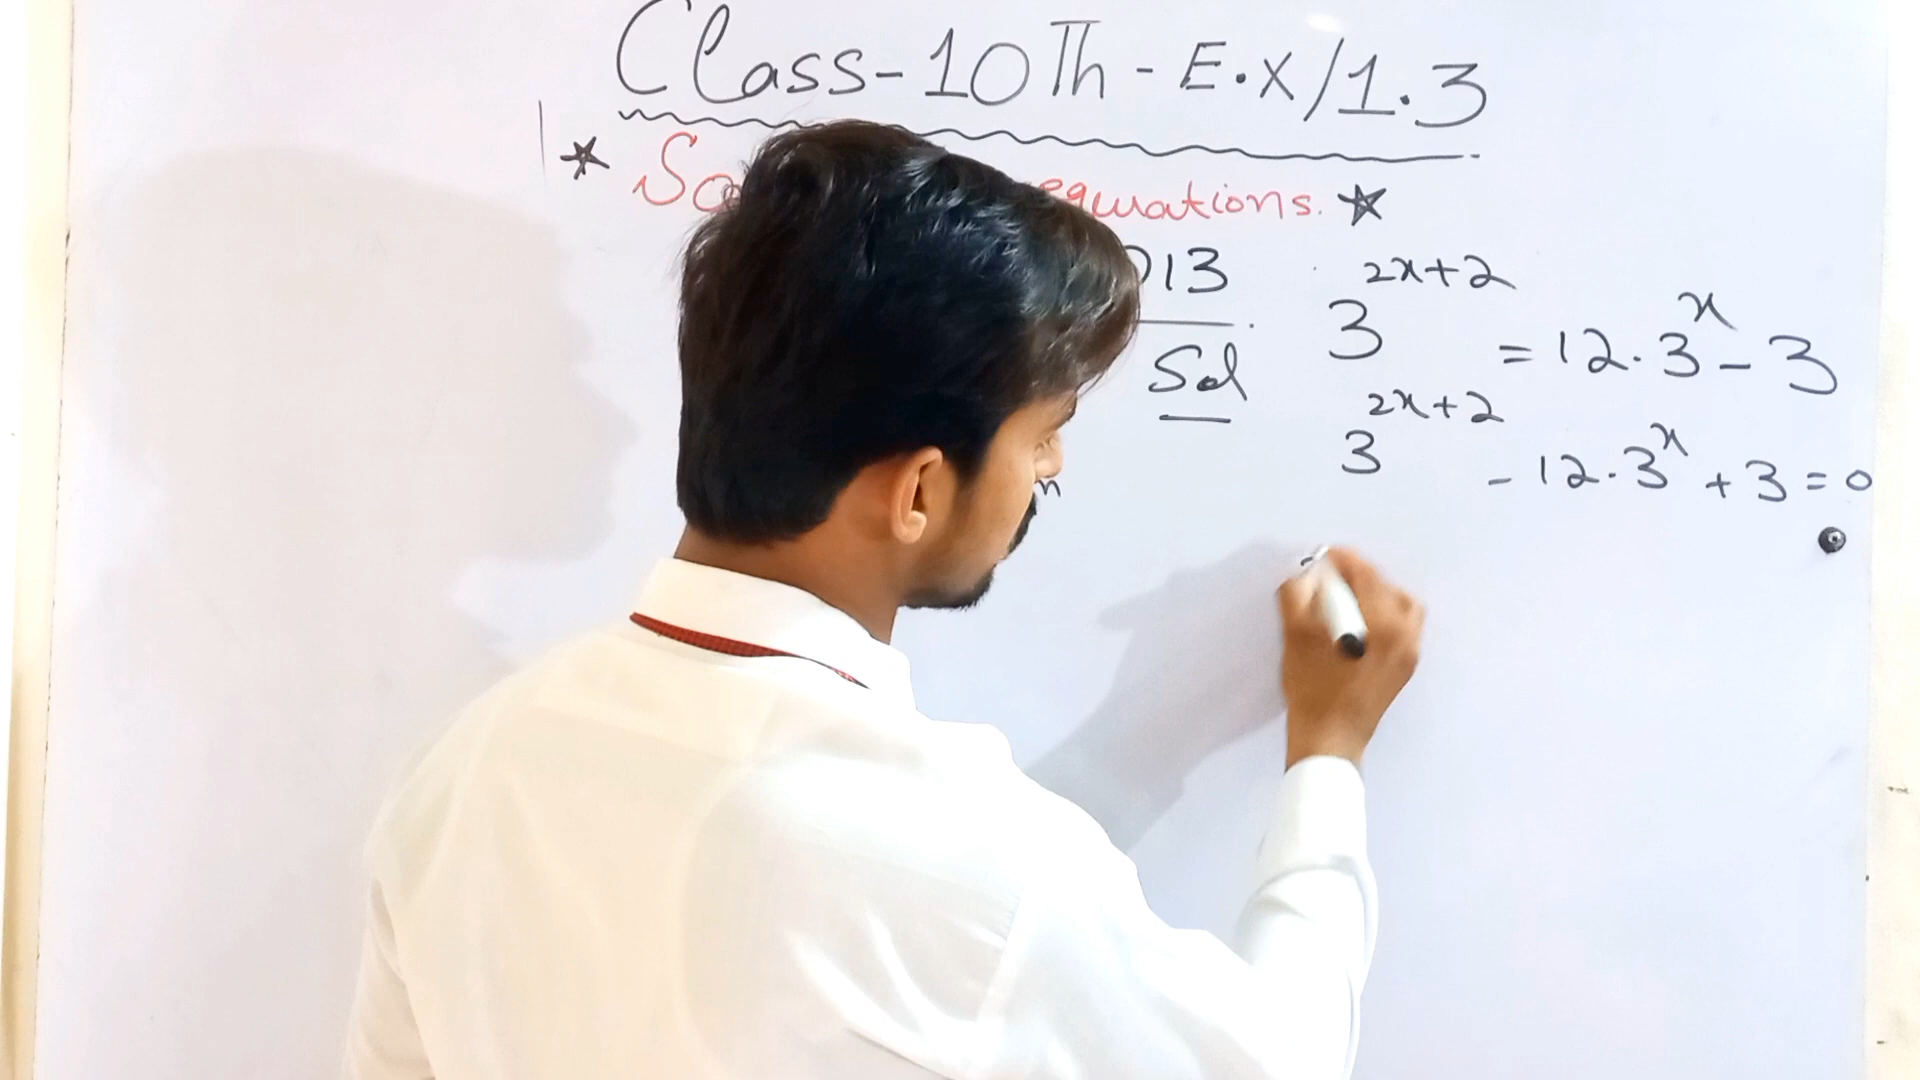 Class-10Th-E.X/1.3
equations.
13
3^{2x+2} = 12.3^x - 3
Sol
3^{2x+2} - 12.3^x + 3 = 0
n